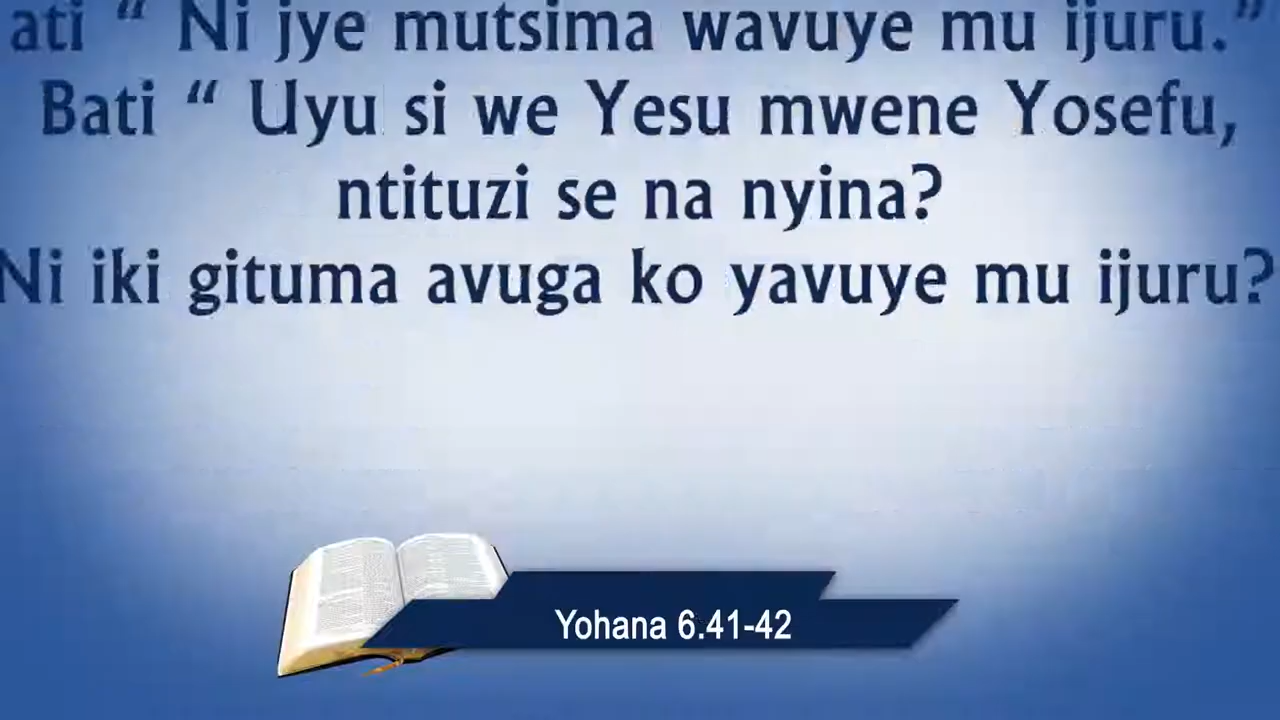 ati “ Ni jye mutsima wavuye mu ijuru.”
Bati “ Uyu si we Yesu mwene Yosefu,
ntituzi se na nyina?
Ni iki gituma avuga ko yavuye mu ijuru?
Yohana 6.41-42